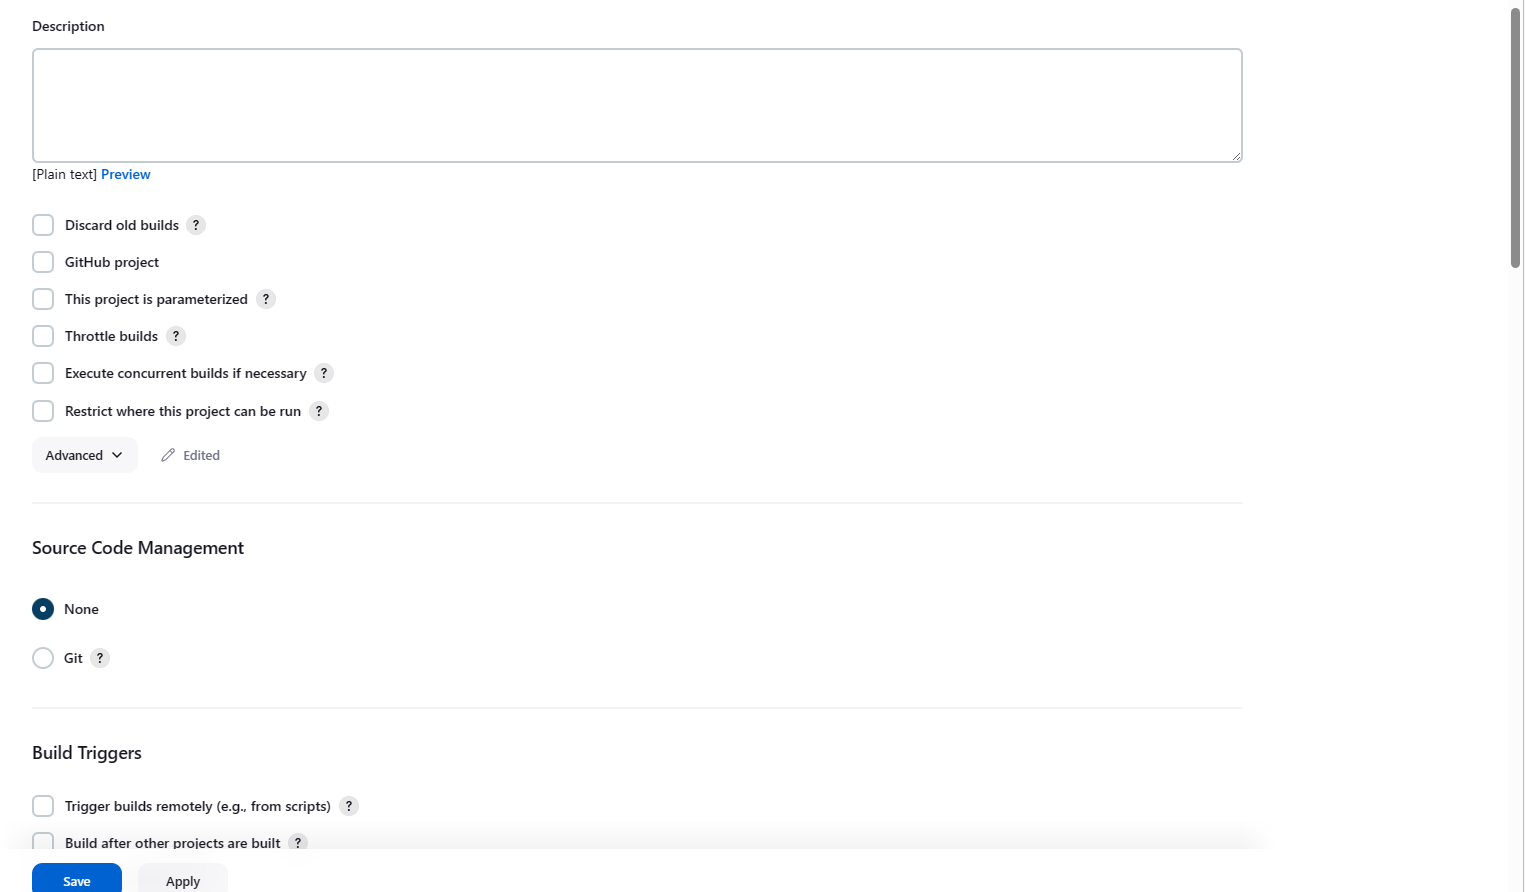 Description
[Plain text] Preview
Discard old builds ?
GitHub project
This project is parameterized ?
Throttle builds ?
Execute concurrent builds if necessary ?
Restrict where this project can be run ?
Advanced Edited
Source Code Management
None
Git ?
Build Triggers
Trigger builds remotely (e.g., from scripts) ?
Build after other projects are built ?
Save Apply